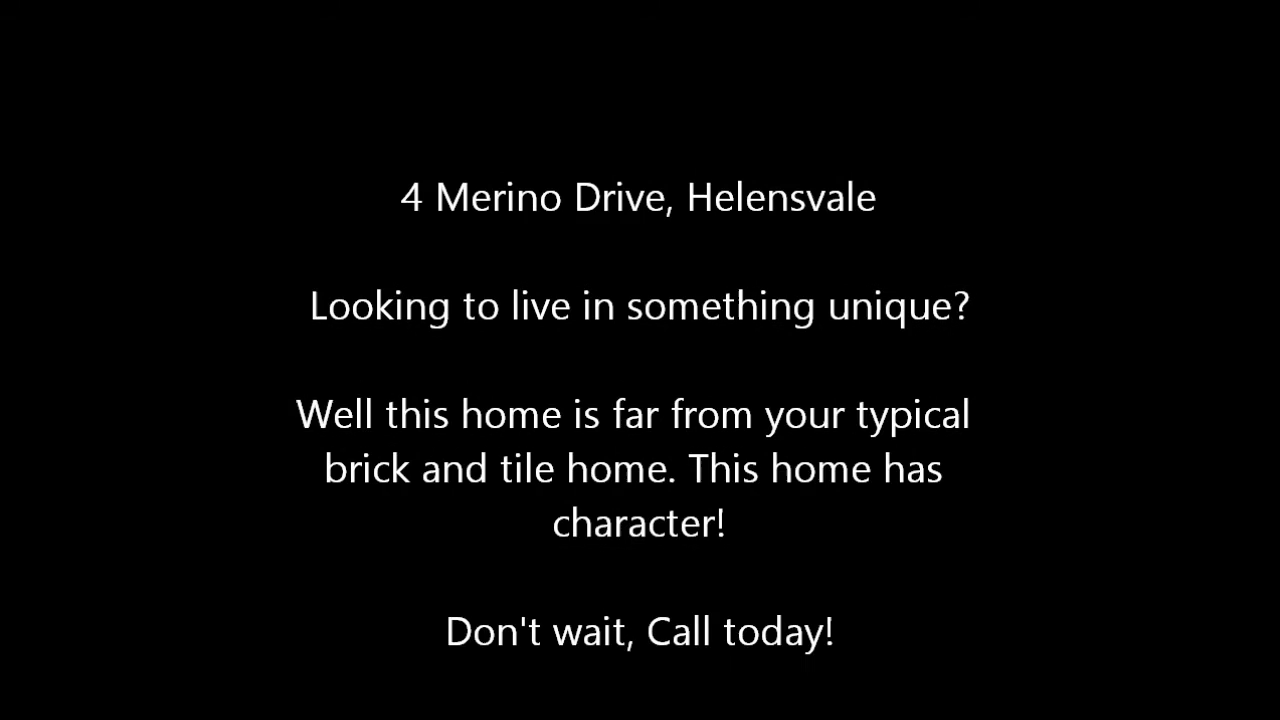 4 Merino Drive, Helensvale
Looking to live in something unique?
Well this home is far from your typical
brick and tile home. This home has
character!
Don't wait, Call today!